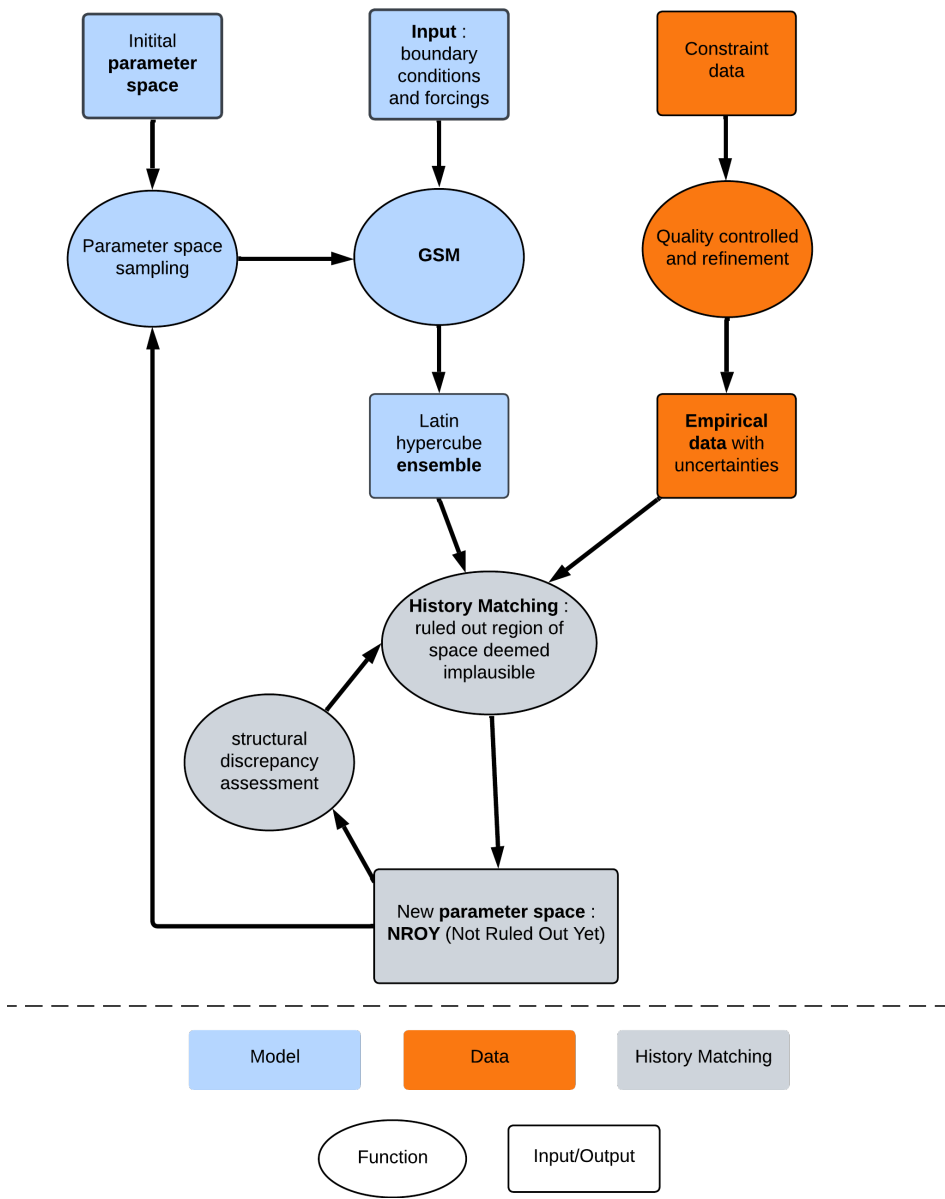 Initital
parameter
space
Input :
boundary
conditions
and forcings
Constraint
data
Parameter space
sampling
GSM
Quality controlled
and refinement
Latin
hypercube
ensemble
Empirical
data with
uncertainties
History Matching :
ruled out region of
space deemed
implausible
structural
discrepancy
assessment
New parameter space :
NROY (Not Ruled Out Yet)
Model
Data
History Matching
Function
Input/Output